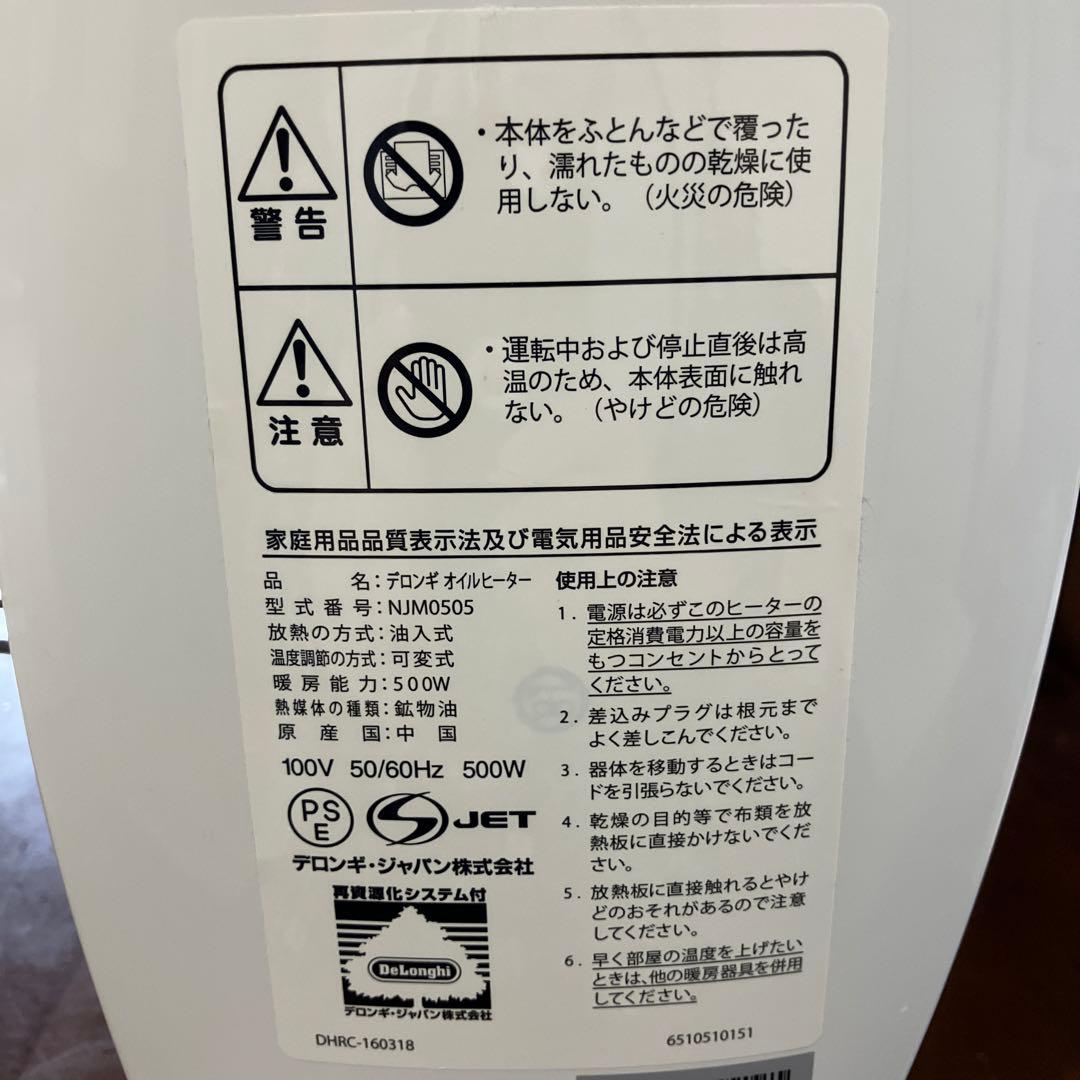 ・本体をふとんなどで覆った
り、濡れたものの乾燥に使
用しない。（火災の危険）
警告
・運転中および停止直後は高
温のため、本体表面に触れ
ない。（やけどの危険）
注意
家庭用品品質表示法及び電気用品安全法による表示
品名：デロンギ オイルヒーター
型式番号：NJM0505
放熱の方式：油入式
温度調節の方式：可変式
暖房能力：500W
熱媒体の種類：鉱物油
原産国：中国
100V 50/60Hz 500W
PSE
JET
デロンギ・ジャパン株式会社
再資源化システム付
DeLonghi
デロンギ・ジャパン株式会社
DHRC-160318
使用上の注意
1. 電源は必ずこのヒーターの
定格消費電力以上の容量を
もつコンセントからとって
ください。
2. 差込みプラグは根元まで
よく差しこんでください。
3. 器体を移動するときはコー
ドを引張らないでください。
4. 乾燥の目的等で布類を放
熱板に直接かけないでくだ
さい。
5. 放熱板に直接触れるとやけ
どのおそれがあるので注意
してください。
6. 早く部屋の温度を上げたい
ときは、他の暖房器具を併用
してください。
6510510151